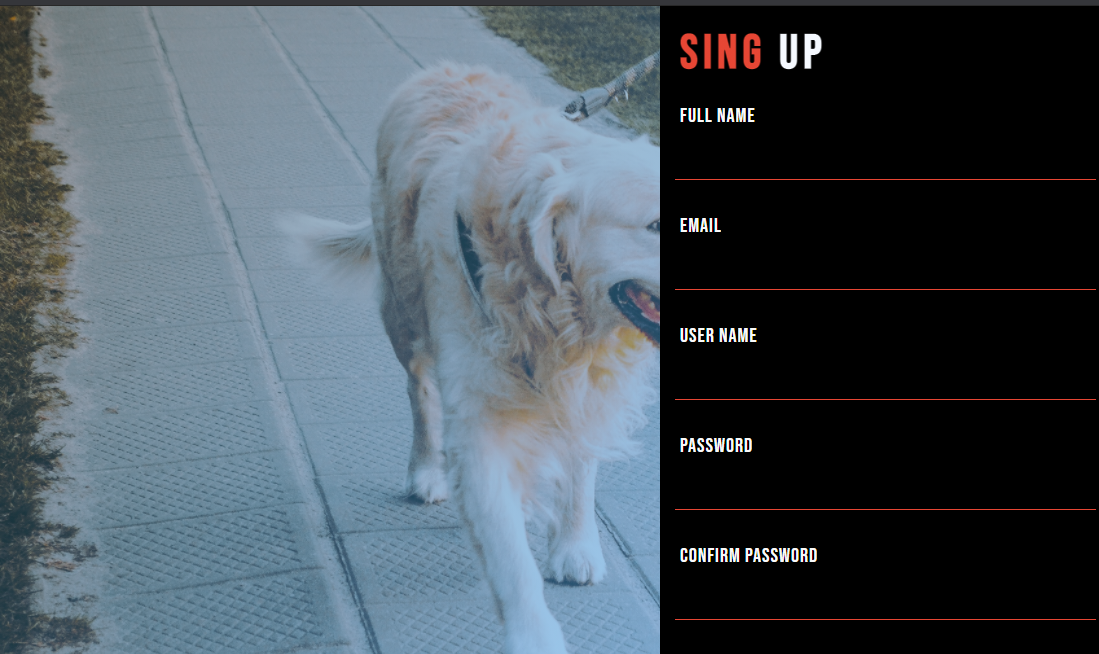 SING UP
FULL NAME
EMAIL
USER NAME
PASSWORD
CONFIRM PASSWORD